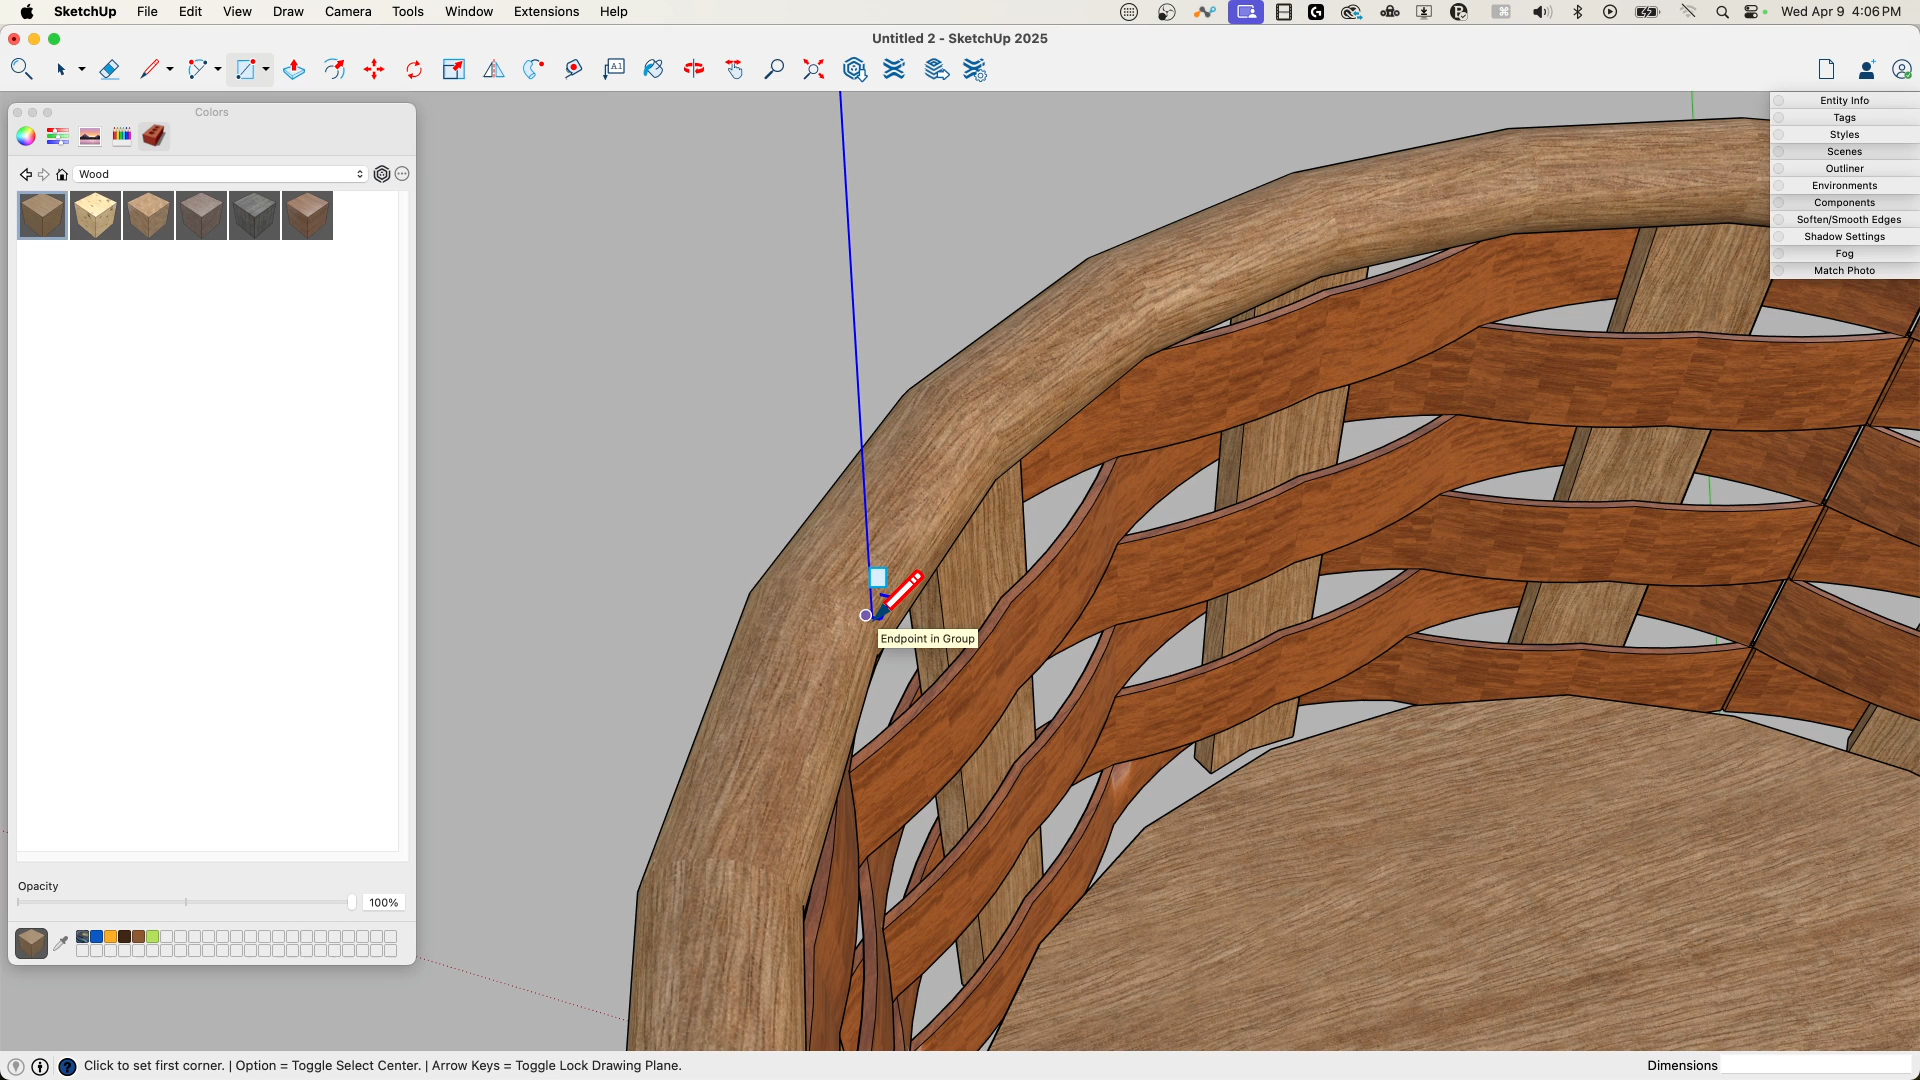 SketchUp File Edit View Draw Camera Tools Window Extensions Help Wed Apr 9 4:06 PM
Untitled 2 - SketchUp 2025
A1
Colors
Wood
Opacity
100%
Entity Info
Tags
Styles
Scenes
Outliner
Environments
Components
Soften/Smooth Edges
Shadow Settings
Fog
Match Photo
Endpoint in Group
Click to set first corner. | Option = Toggle Select Center. | Arrow Keys = Toggle Lock Drawing Plane.
Dimensions